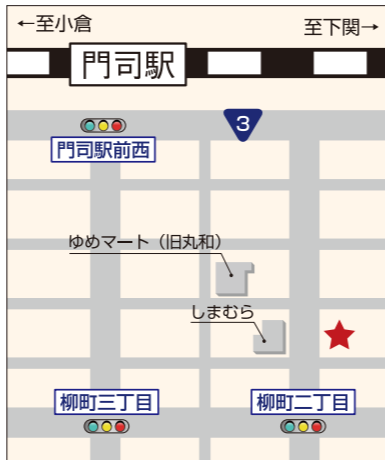 ←至小倉
至下関→
門司駅
3
門司駅前西
ゆめマート（旧丸和）
しまむら
柳町三丁目
柳町二丁目